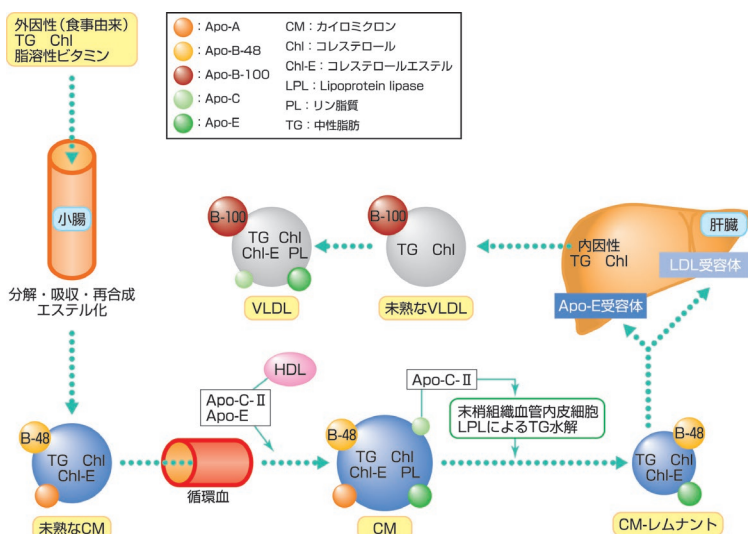 外因性(食事由来)
TG Chl
脂溶性ビタミン
:Apo-A
:Apo-B-48
:Apo-B-100
:Apo-C
:Apo-E
CM:カイロミクロン
Chl:コレステロール
Chl-E:コレステロールエステル
LPL:Lipoprotein lipase
PL:リン脂質
TG:中性脂肪
小腸
分解・吸収・再合成
エステル化
B-100
TG Chl
Chl-E PL
VLDL
B-100
TG Chl
未熟なVLDL
肝臓
内因性
TG Chl
LDL受容体
Apo-E受容体
HDL
Apo-C-Ⅱ
Apo-E
Apo-C-Ⅱ
末梢組織血管内皮細胞
LPLによるTG水解
B-48
TG Chl
Chl-E
未熟なCM
循環血
B-48
TG Chl
Chl-E PL
CM
B-48
TG Chl
Chl-E
CM-レムナント